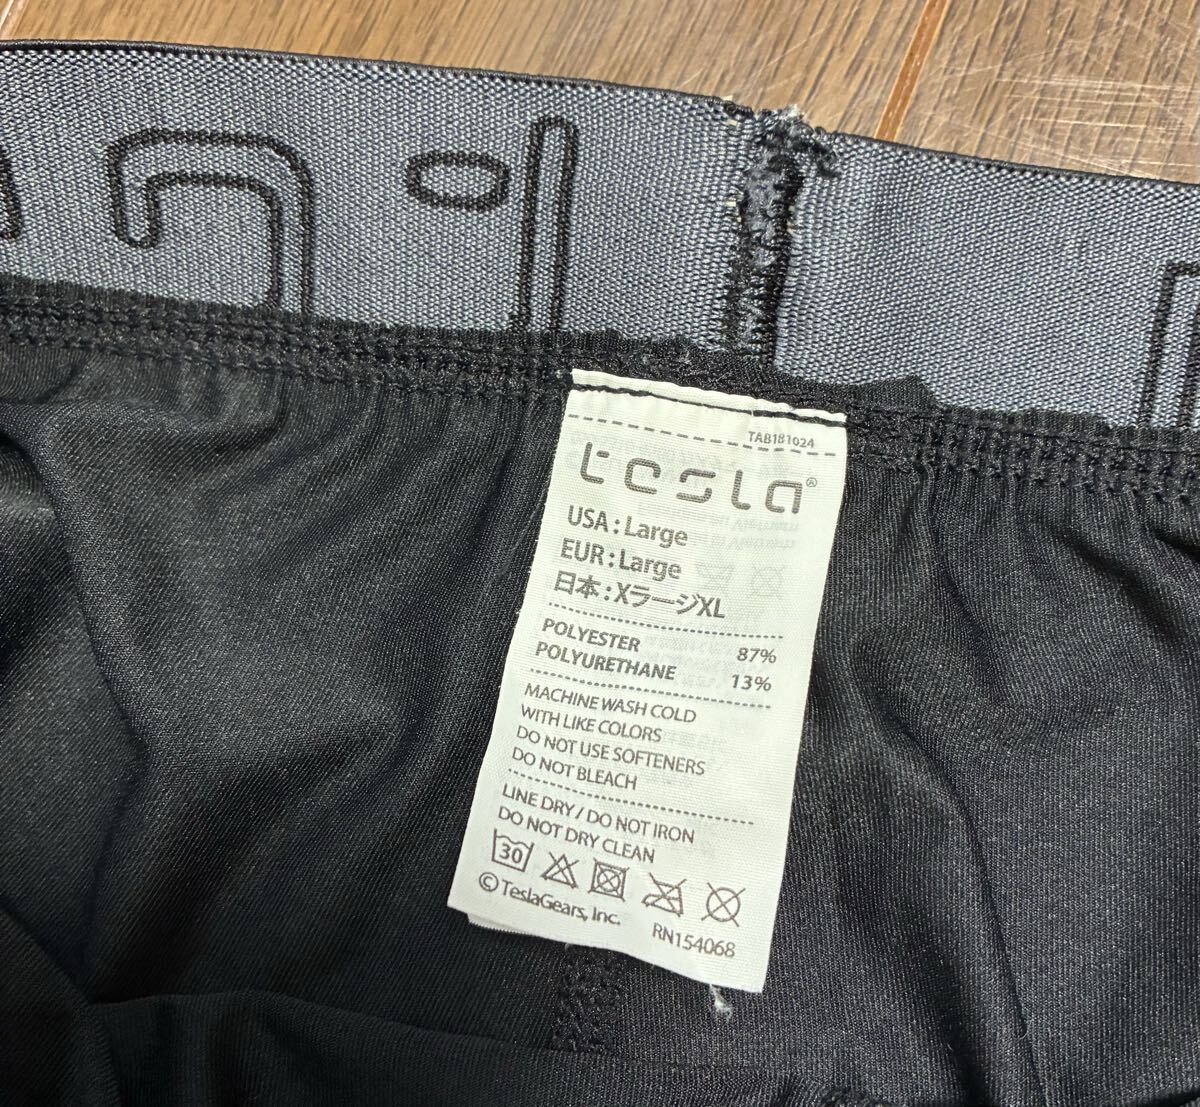 TAB181024
tesla®
USA : Large
EUR : Large
日本 : XラージXL
POLYESTER 87%
POLYURETHANE 13%
MACHINE WASH COLD
WITH LIKE COLORS
DO NOT USE SOFTENERS
DO NOT BLEACH
LINE DRY / DO NOT IRON
DO NOT DRY CLEAN
30
© TeslaGears, Inc.
RN154068